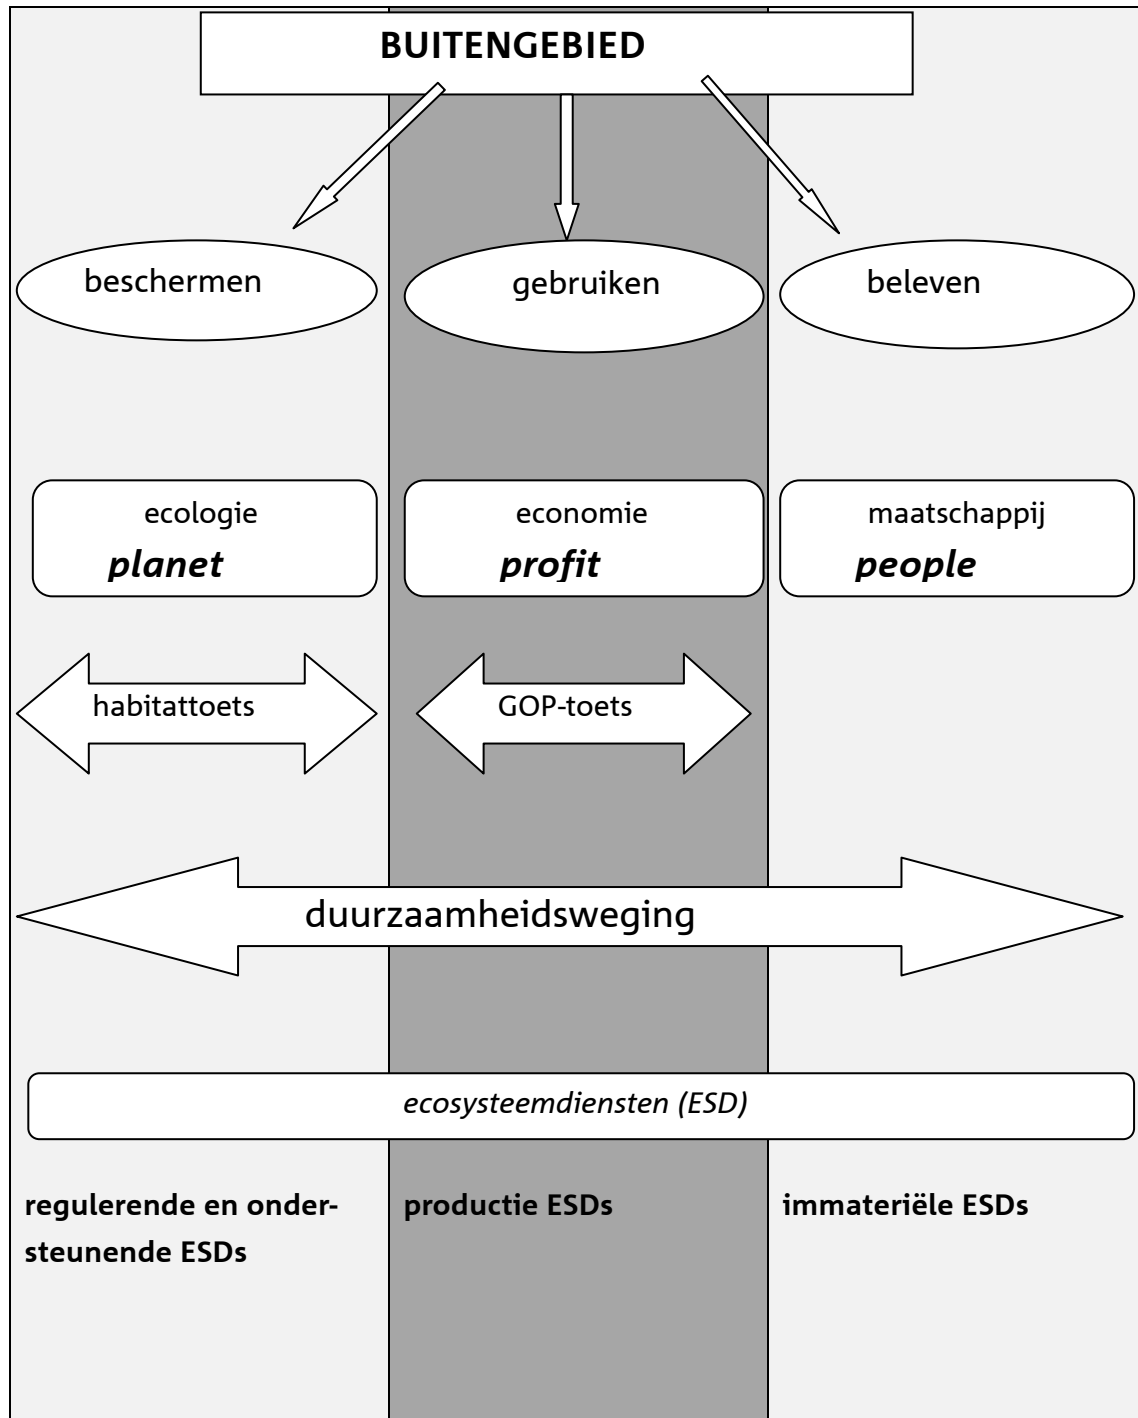 BUITENGEBIED
beschermen
gebruiken
beleven
ecologie
planet
economie
profit
maatschappij
people
habitattoets
GOP-toets
duurzaamheidsweging
ecosysteemdiensten (ESD)
regulerende en onder-
steunende ESDs
productie ESDs
immateriële ESDs